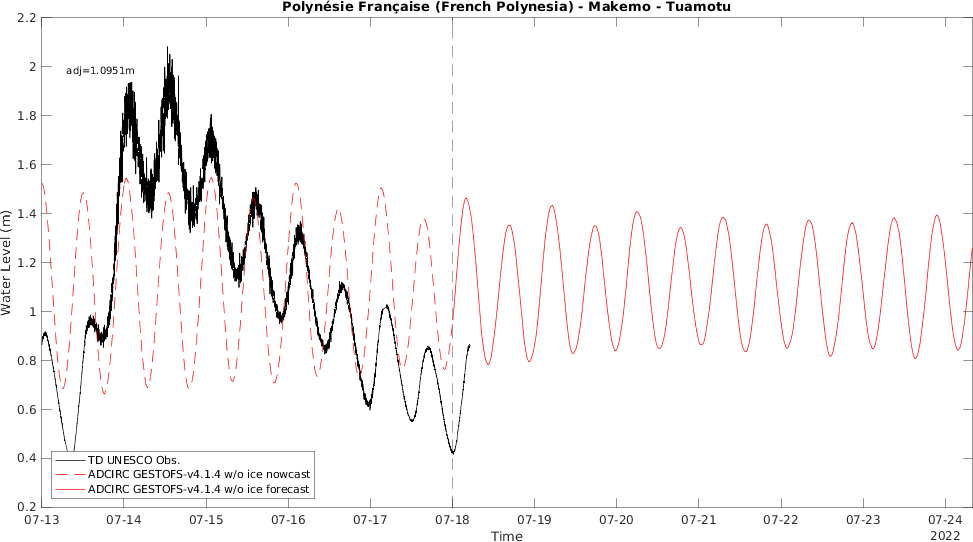 Polynésie Française (French Polynesia) - Makemo - Tuamotu
2.2
2
1.8
1.6
1.4
1.2
1
0.8
0.6
0.4
0.2
Water Level (m)
adj=1.0951m
TD UNESCO Obs.
ADCIRC GESTOFS-v4.1.4 w/o ice nowcast
ADCIRC GESTOFS-v4.1.4 w/o ice forecast
07-13 07-14 07-15 07-16 07-17 07-18 07-19 07-20 07-21 07-22 07-23 07-24
Time
2022